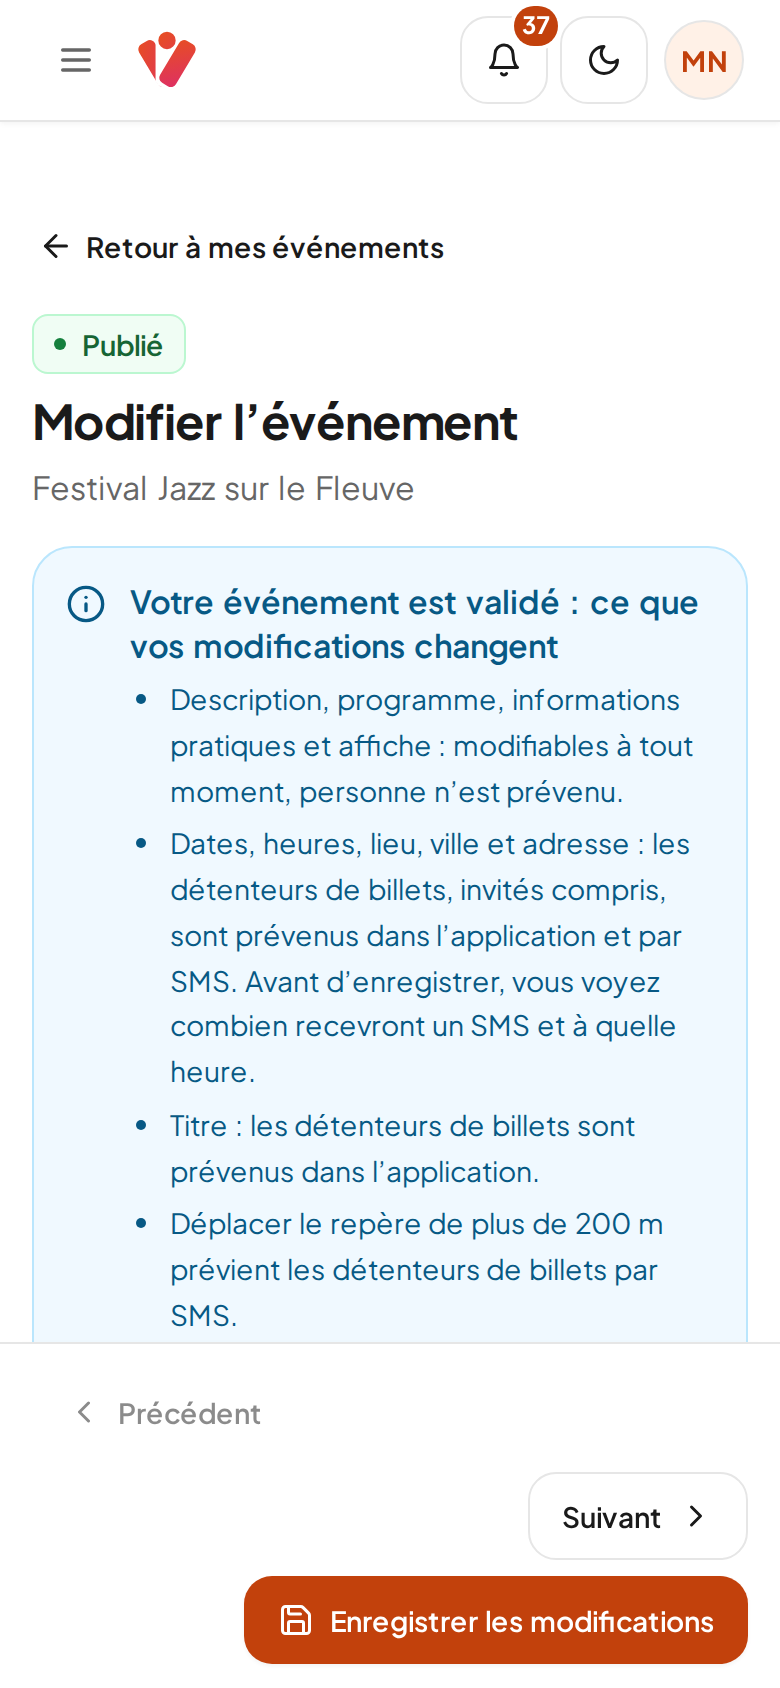 37
MN
Retour à mes événements
Publié
Modifier l’événement
Festival Jazz sur le Fleuve
Votre événement est validé : ce que
vos modifications changent
Description, programme, informations
pratiques et affiche : modifiables à tout
moment, personne n’est prévenu.
Dates, heures, lieu, ville et adresse : les
détenteurs de billets, invités compris,
sont prévenus dans l’application et par
SMS. Avant d’enregistrer, vous voyez
combien recevront un SMS et à quelle
heure.
Titre : les détenteurs de billets sont
prévenus dans l’application.
Déplacer le repère de plus de 200 m
prévient les détenteurs de billets par
SMS.
Précédent
Suivant
Enregistrer les modifications